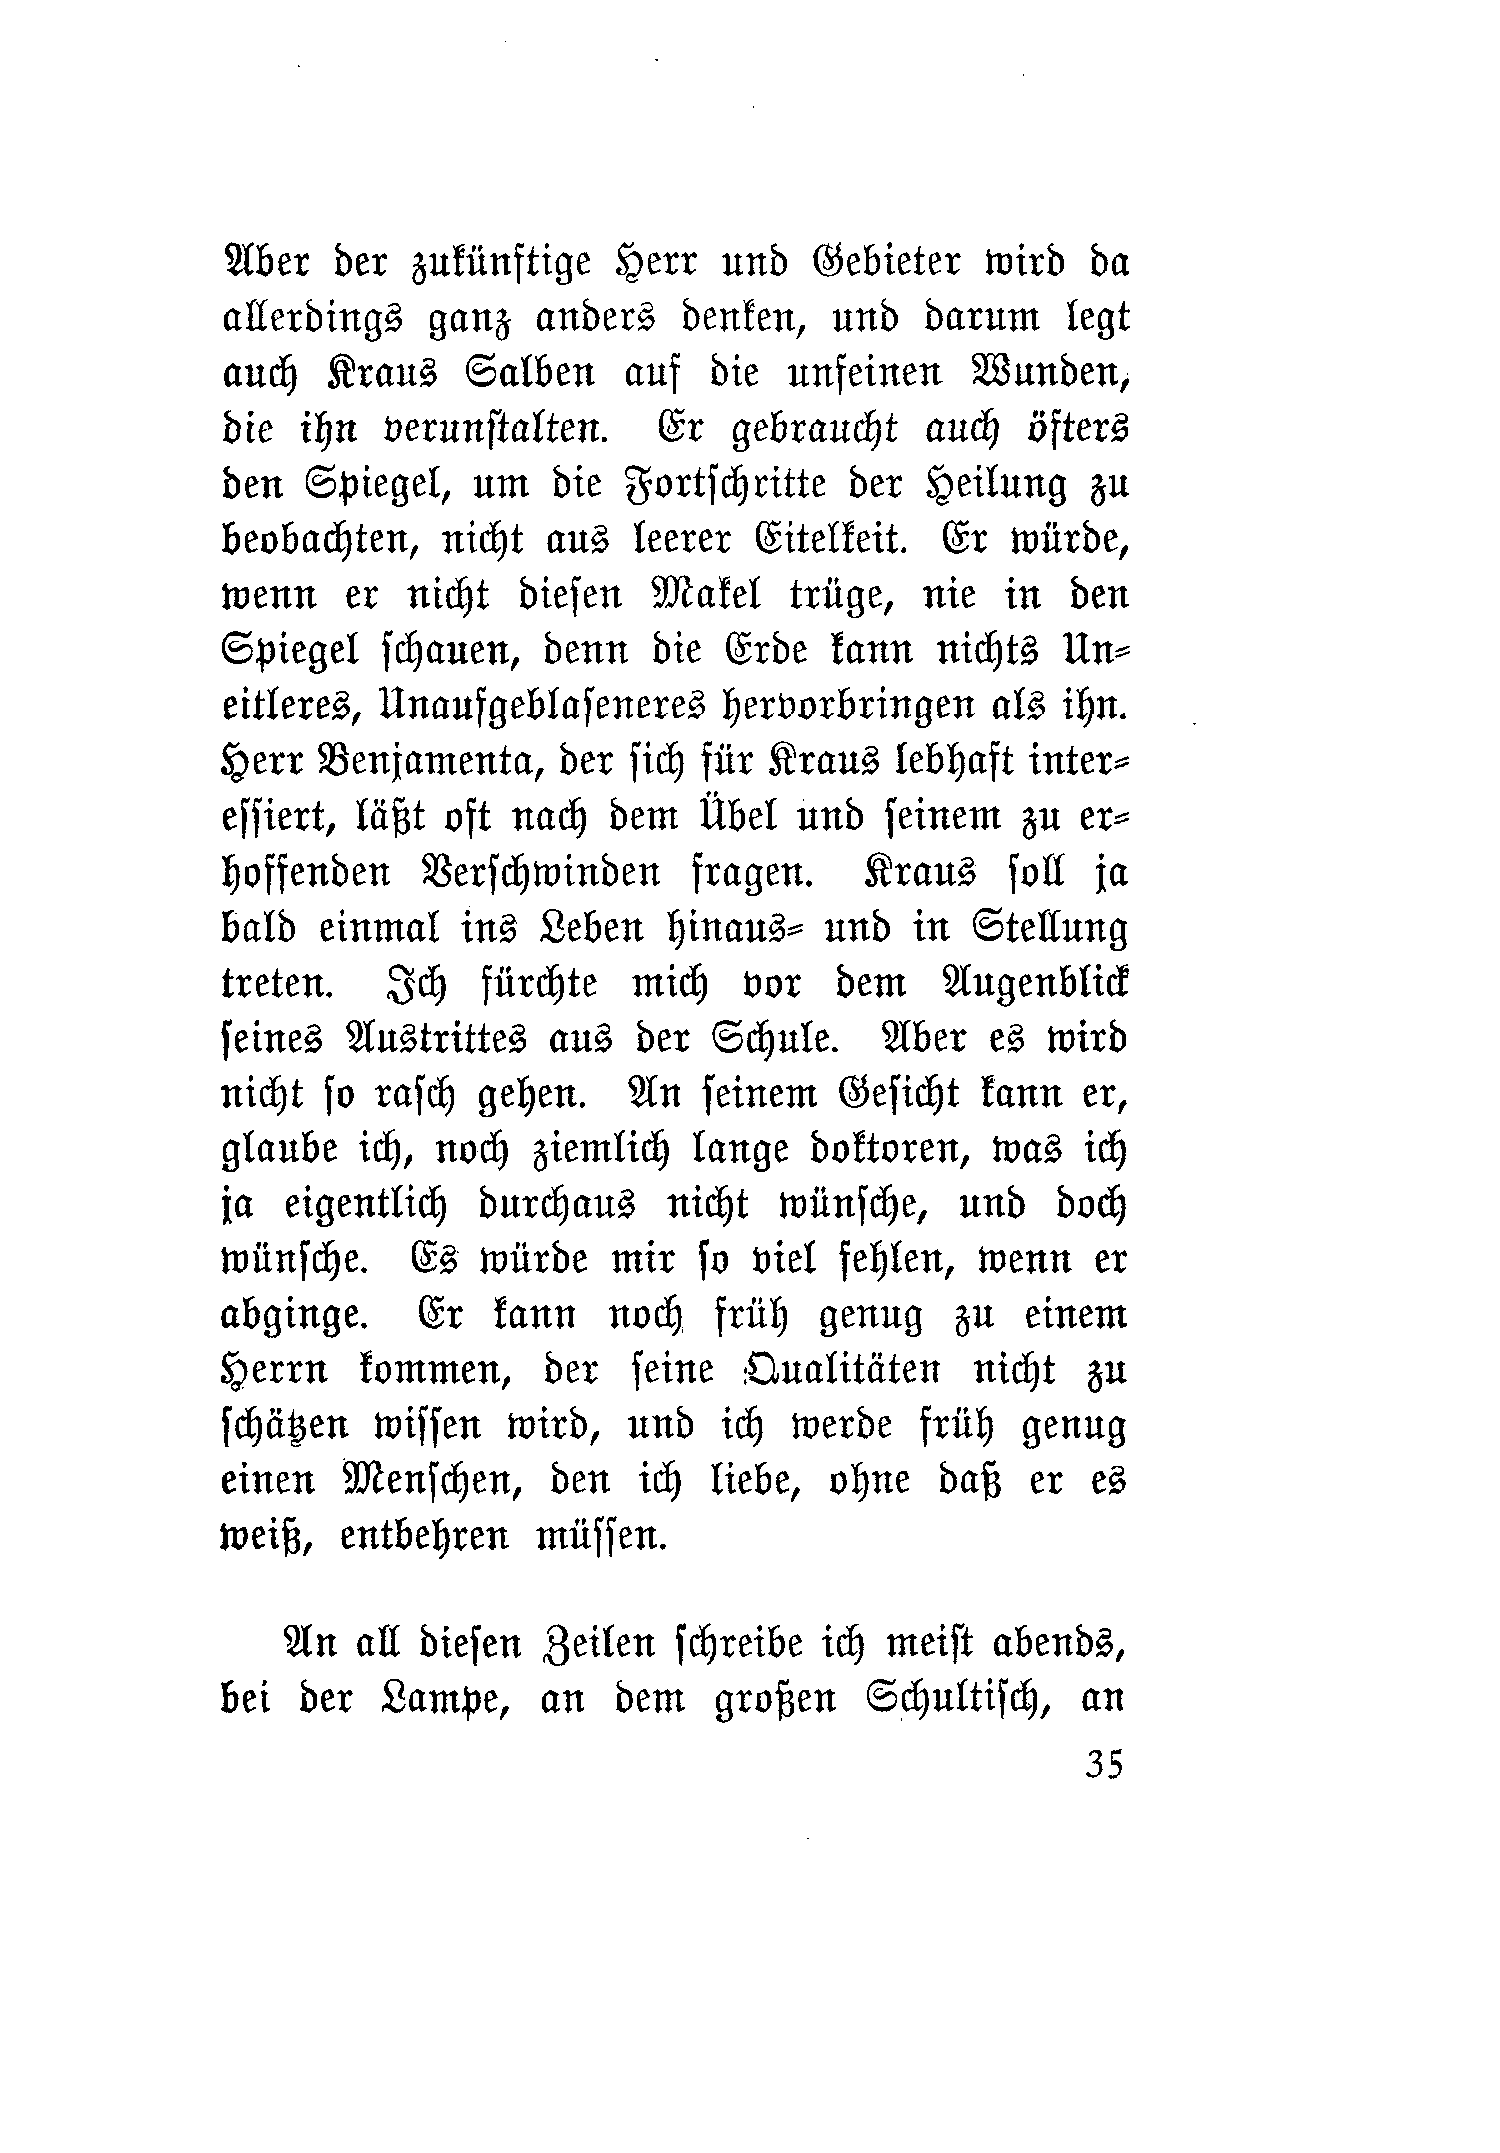 Aber der zukünftige Herr und Gebieter wird da
allerdings ganz anders denken, und darum legt
auch Kraus Salben auf die unfeinen Wunden,
die ihn verunſtalten. Er gebraucht auch öfters
den Spiegel, um die Fortſchritte der Heilung zu
beobachten, nicht aus leerer Eitelkeit. Er würde,
wenn er nicht dieſen Makel trüge, nie in den
Spiegel ſchauen, denn die Erde kann nichts Un⸗
eitleres, Unaufgeblaſeneres hervorbringen als ihn.
Herr Benjamenta, der ſich für Kraus lebhaft inter⸗
eſſiert, läßt oft nach dem Übel und ſeinem zu er⸗
hoffenden Verſchwinden fragen. Kraus ſoll ja
bald einmal ins Leben hinaus⸗ und in Stellung
treten. Ich fürchte mich vor dem Augenblick
ſeines Austrittes aus der Schule. Aber es wird
nicht ſo raſch gehen. An ſeinem Geſicht kann er,
glaube ich, noch ziemlich lange doktoren, was ich
ja eigentlich durchaus nicht wünſche, und doch
wünſche. Es würde mir ſo viel fehlen, wenn er
abginge. Er kann noch früh genug zu einem
Herrn kommen, der ſeine Qualitäten nicht zu
ſchätzen wiſſen wird, und ich werde früh genug
einen Menſchen, den ich liebe, ohne daß er es
weiß, entbehren müſſen.
An all dieſen Zeilen ſchreibe ich meiſt abends,
bei der Lampe, an dem großen Schultiſch, an
35